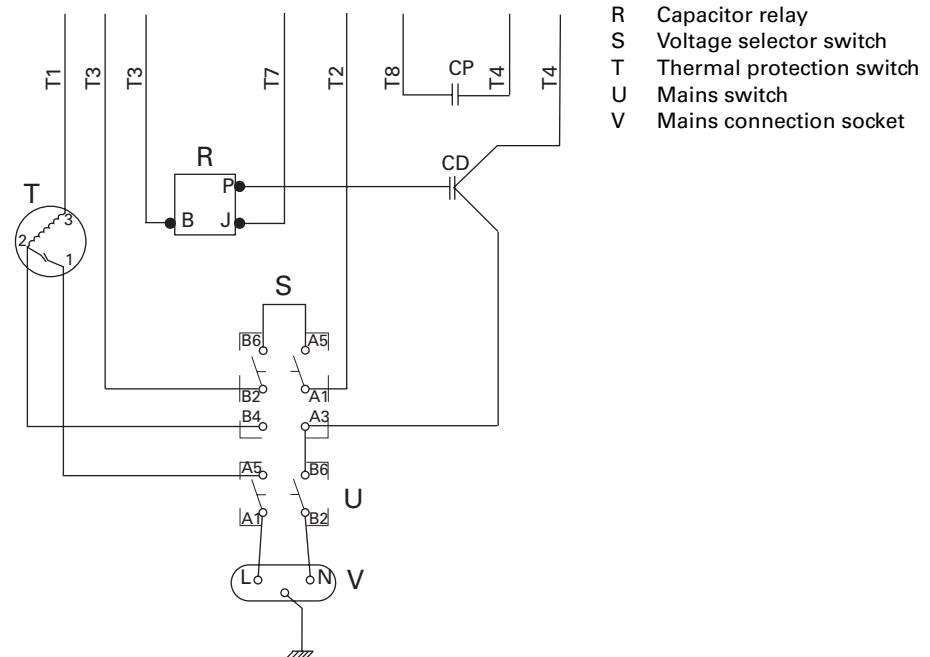 R Capacitor relay
S Voltage selector switch
T Thermal protection switch
U Mains switch
V Mains connection socket
T1
T3
T3
T7
T2
T8
CP
T4
T4
R
P
B
J
CD
T
3
2
1
S
B6
A5
B2
A1
B4
A3
A5
B6
U
A1
B2
L
N
V